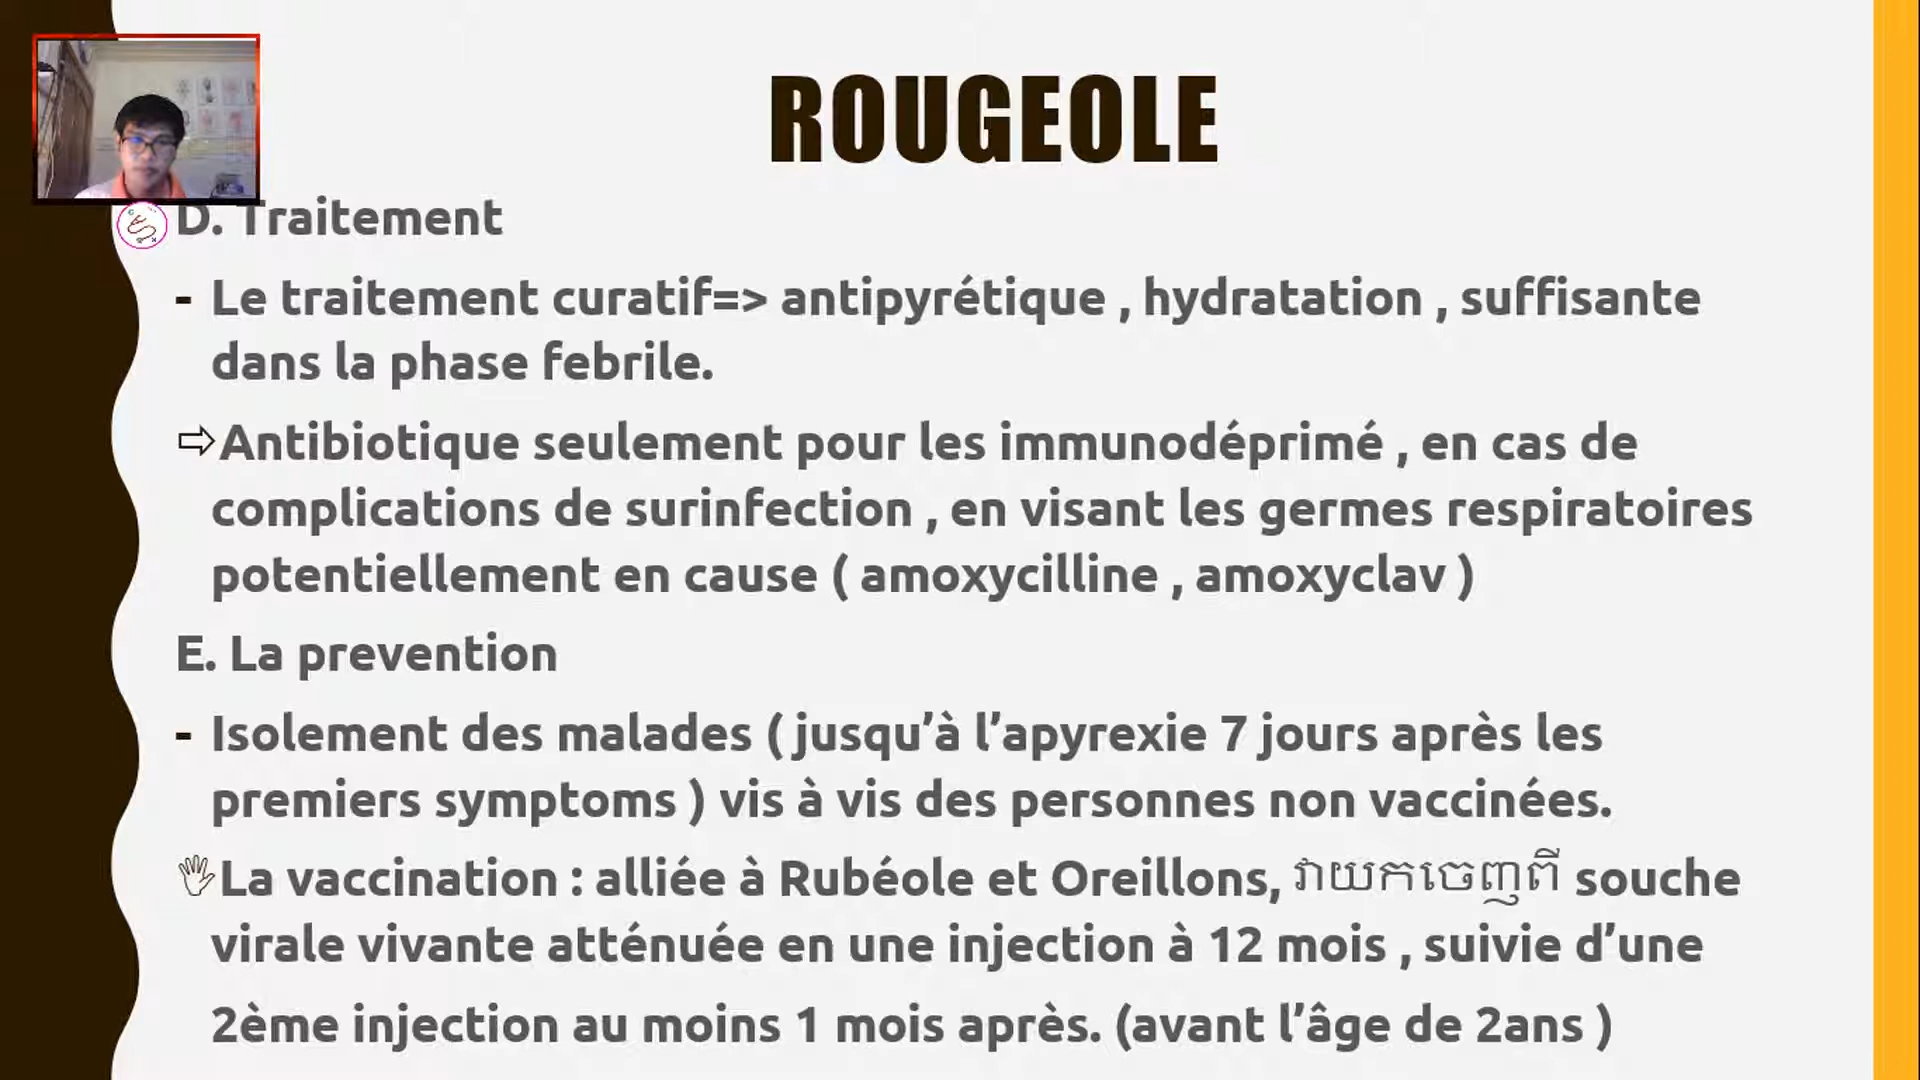 ROUGEOLE
D. Traitement
- Le traitement curatif=> antipyrétique , hydratation , suffisante
dans la phase febrile.
⇨Antibiotique seulement pour les immunodéprimé , en cas de
complications de surinfection , en visant les germes respiratoires
potentiellement en cause ( amoxycilline , amoxyclav )
E. La prevention
- Isolement des malades ( jusqu’à l’apyrexie 7 jours après les
premiers symptoms ) vis à vis des personnes non vaccinées.
🖐La vaccination : alliée à Rubéole et Oreillons, វាយកចេញពី souche
virale vivante atténuée en une injection à 12 mois , suivie d’une
2ème injection au moins 1 mois après. (avant l’âge de 2ans )